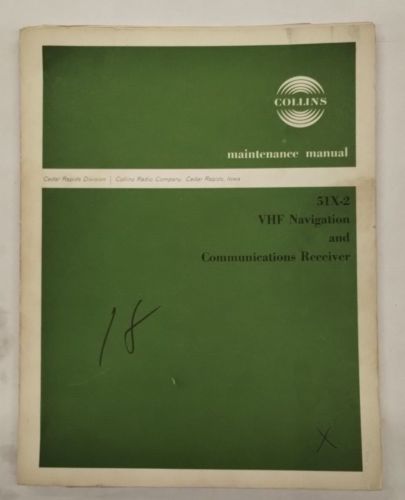 COLLINS
maintenance manual
Cedar Rapids Division | Collins Radio Company, Cedar Rapids, Iowa
51X-2
VHF Navigation
and
Communications Receiver
18
X